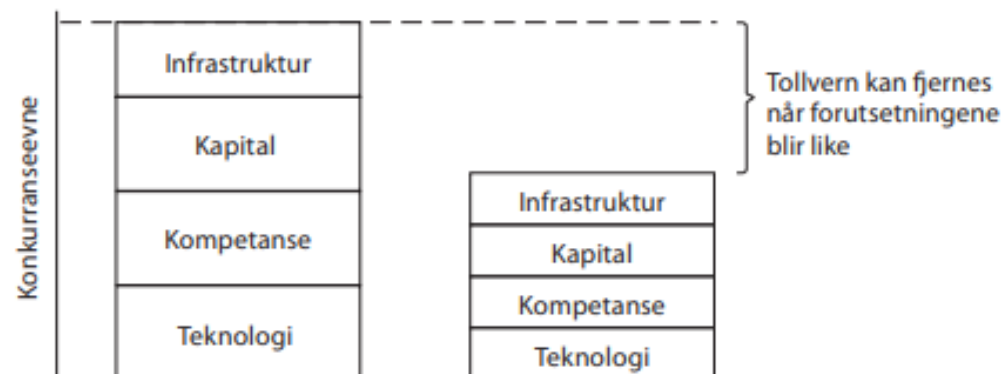 Konkurranseevne
Infrastruktur
Kapital
Kompetanse
Teknologi
Infrastruktur
Kapital
Kompetanse
Teknologi
Tollvern kan fjernes
når forutsetningene
blir like